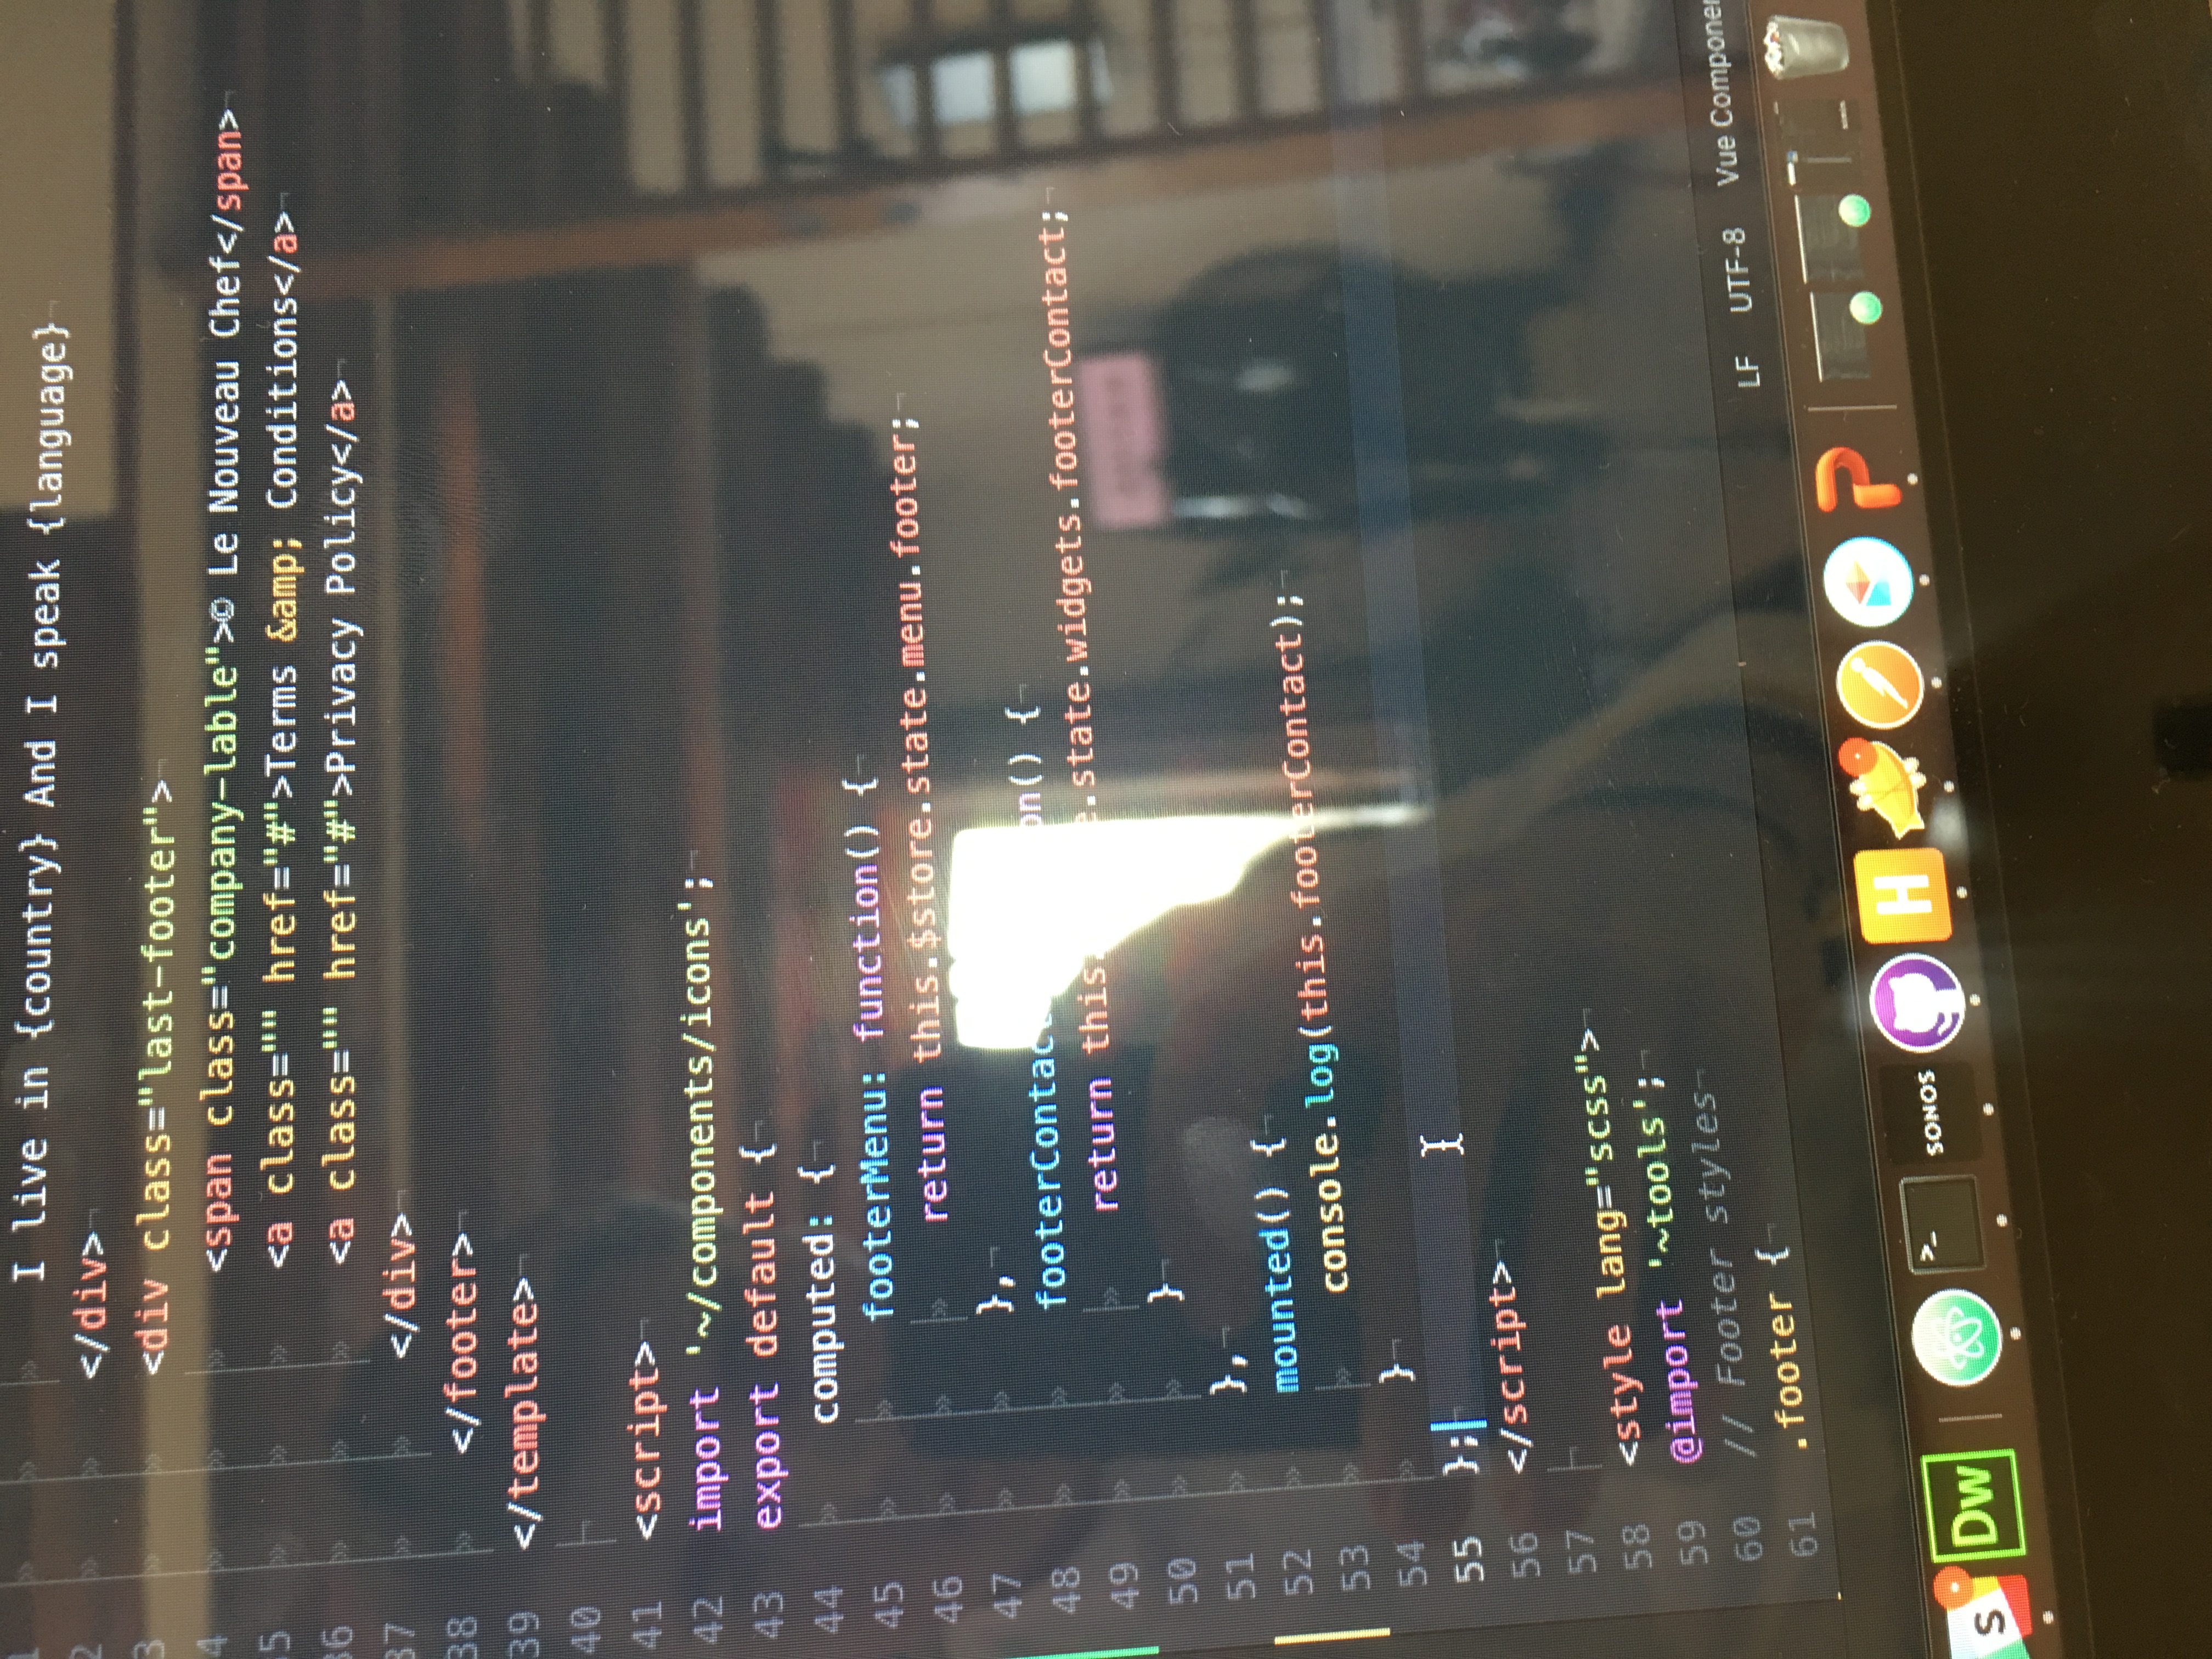 I live in {country} And I speak {language}
2 </div>
3 <div class="last-footer">
4 <span class="company-lable">© Le Nouveau Chef</span>
35 <a class="" href="#">Terms &amp; Conditions</a>
36 <a class="" href="#">Privacy Policy</a>
37 </div>
38 </footer>
39 </template>
40
41 <script>
42 import '~/components/icons';
43 export default {
44 computed: {
45 footerMenu: function() {
46 return this.$store.state.menu.footer;
47 },
48 footerContac on() {
49 return this. e.state.widgets.footerContact;
50 }
51 },
52 mounted() {
53 console.log(this.footerContact);
54 }
55 };
56 </script>
57
58 <style lang="scss">
59 @import '~tools';
60 // Footer styles
61 .footer {
LF UTF-8 Vue Componen
S Dw >_ SONOS H P